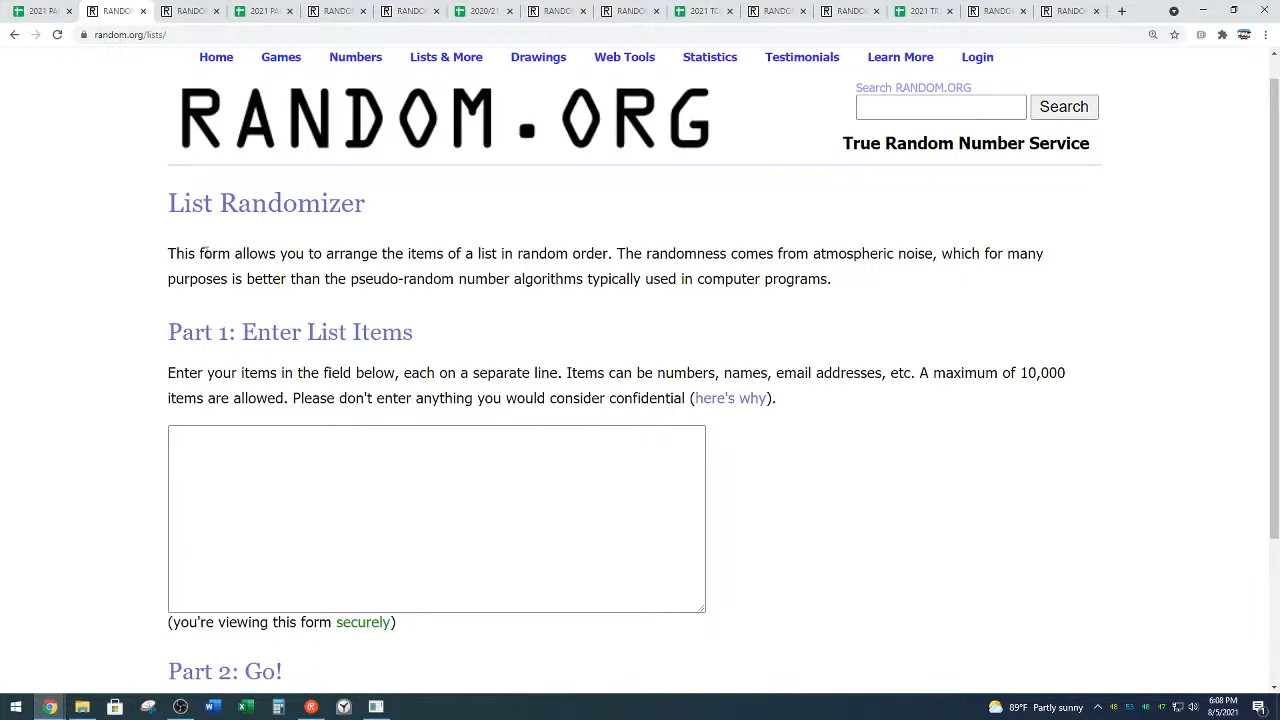 2021 PA
RANDO
RANDO
2021 PA
RANDO
RANDO
2020/21
RANDO
RANDO
2021 TO
RANDO
RANDO
2021 TR
RANDO
RANDO
random.org/lists/
Home Games Numbers Lists & More Drawings Web Tools Statistics Testimonials Learn More Login
RANDOM.ORG
Search RANDOM.ORG
Search
True Random Number Service
List Randomizer
This form allows you to arrange the items of a list in random order. The randomness comes from atmospheric noise, which for many
purposes is better than the pseudo-random number algorithms typically used in computer programs.
Part 1: Enter List Items
Enter your items in the field below, each on a separate line. Items can be numbers, names, email addresses, etc. A maximum of 10,000
items are allowed. Please don't enter anything you would consider confidential (here's why).
(you're viewing this form securely)
Part 2: Go!
89°F Partly sunny
48 53 48 47
6:08 PM
8/5/2021